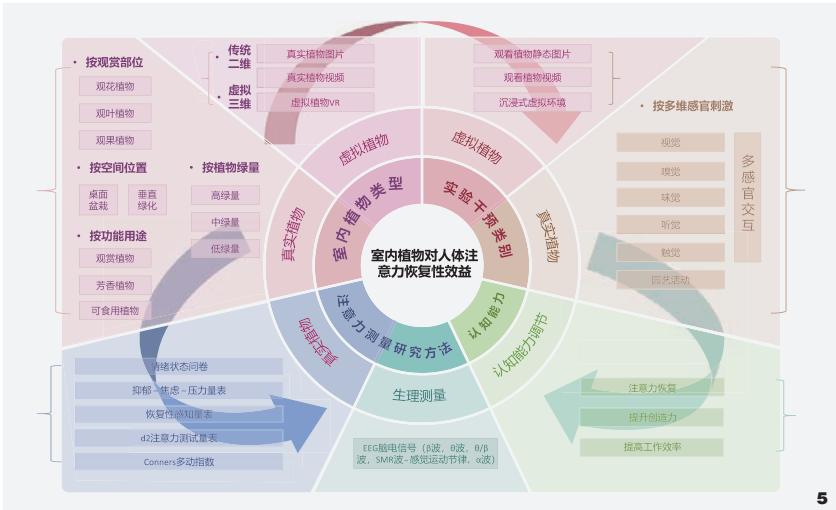 • 按观赏部位
观花植物
观叶植物
观果植物
• 按空间位置
桌面
盆栽
垂直
绿化
• 按功能用途
观赏植物
芳香植物
可食用植物
• 按植物绿量
高绿量
中绿量
低绿量
• 传统
二维
• 虚拟
三维
真实植物图片
真实植物视频
虚拟植物VR
观看植物静态图片
观看植物视频
沉浸式虚拟环境
• 按多维感官刺激
视觉
嗅觉
味觉
听觉
触觉
园艺活动
多感官交互
虚拟植物
虚拟植物
真实植物
真实植物
室内植物类型
实验干预类别
室内植物对人体注
意力恢复性效益
注意力测量研究方法
认知能力
真实植物
生理测量
认知能力调节
情绪状态问卷
抑郁–焦虑–压力量表
恢复性感知量表
d2注意力测试量表
Conners多动指数
EEG脑电信号（β波，θ波，θ/β
波，SMR波–感觉运动节律，α波）
注意力恢复
提升创造力
提高工作效率
5